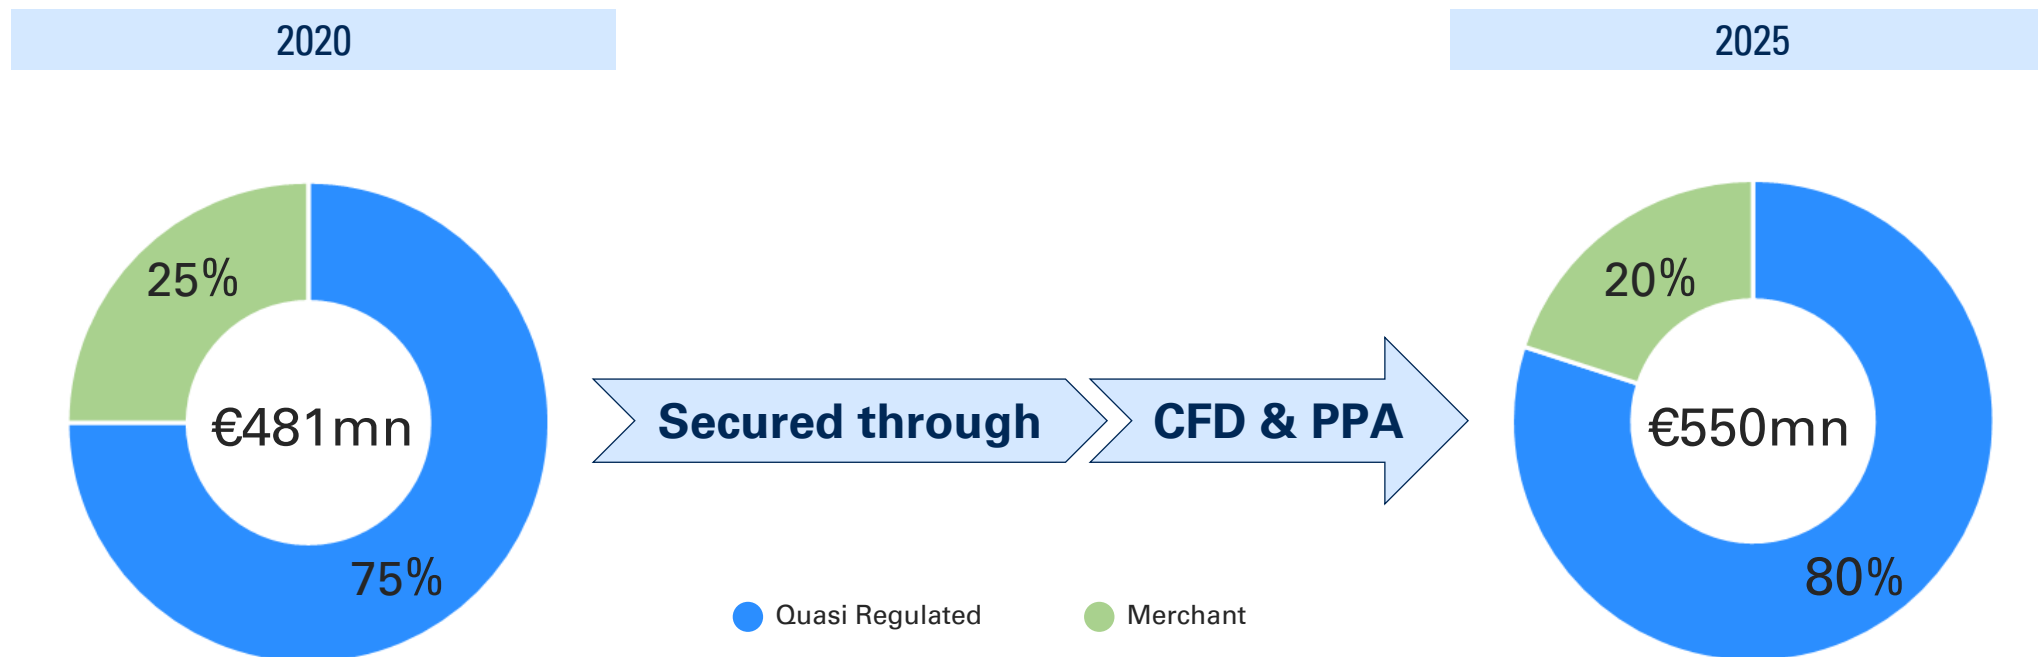 2020
2025
25%
€481mn
75%
Secured through
CFD & PPA
20%
€550mn
80%
Quasi Regulated
Merchant